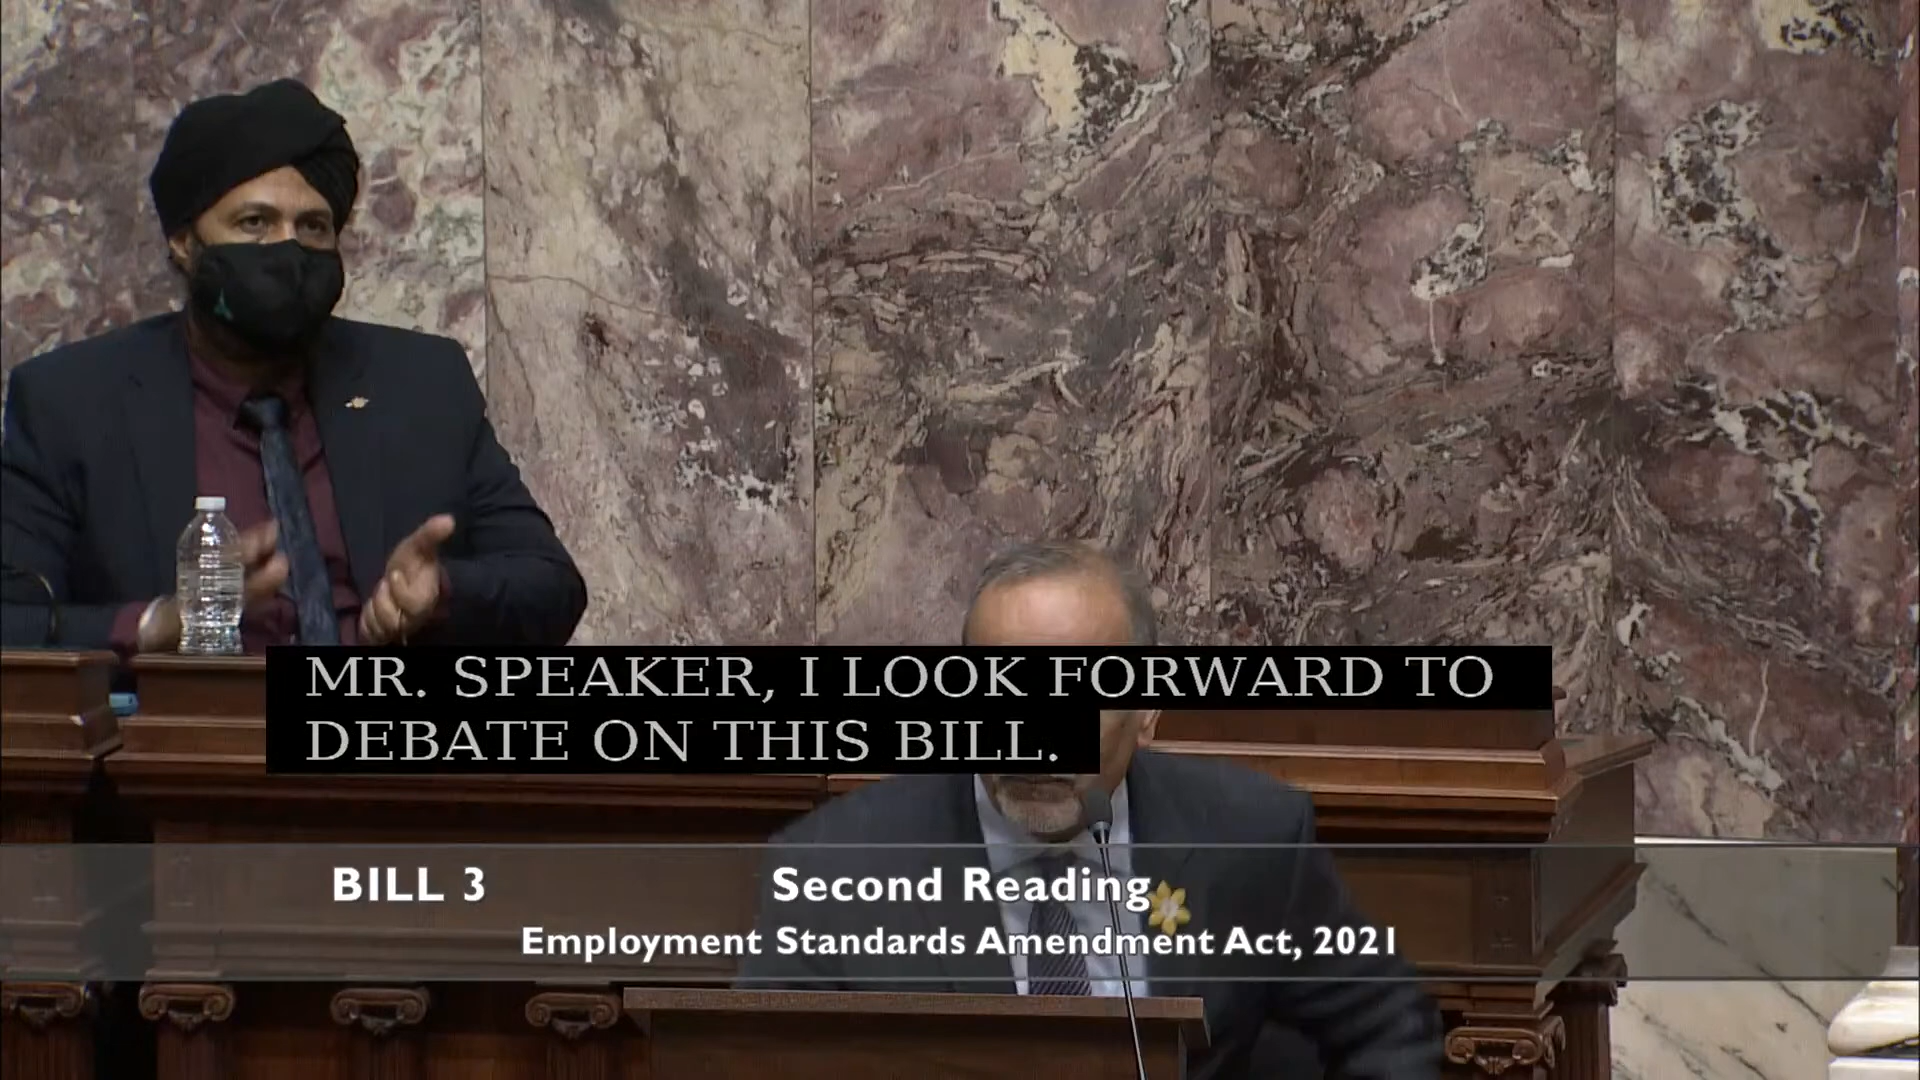 MR. SPEAKER, I LOOK FORWARD TO
DEBATE ON THIS BILL.
BILL 3
Second Reading
Employment Standards Amendment Act, 2021